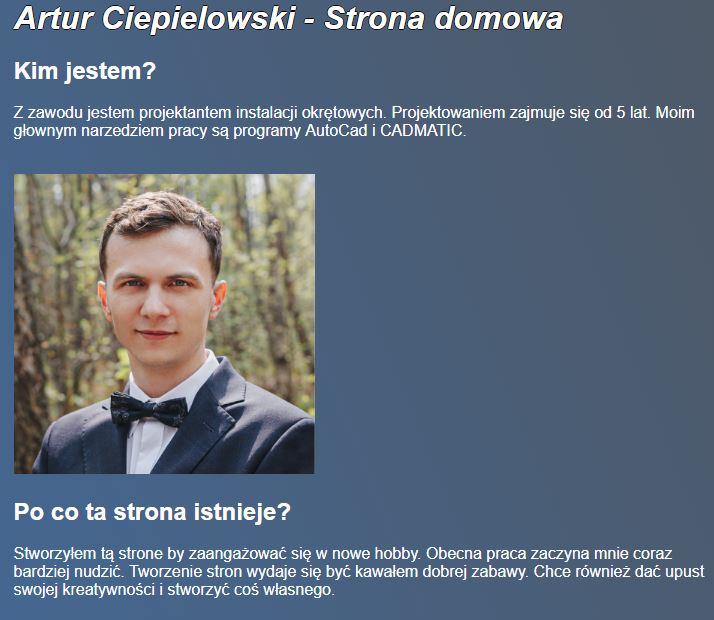 Artur Ciepielowski - Strona domowa
Kim jestem?
Z zawodu jestem projektantem instalacji okrętowych. Projektowaniem zajmuje się od 5 lat. Moim
głownym narzedziem pracy są programy AutoCad i CADMATIC.
Po co ta strona istnieje?
Stworzyłem tą strone by zaangażować się w nowe hobby. Obecna praca zaczyna mnie coraz
bardziej nudzić. Tworzenie stron wydaje się być kawałem dobrej zabawy. Chce również dać upust
swojej kreatywności i stworzyć coś własnego.